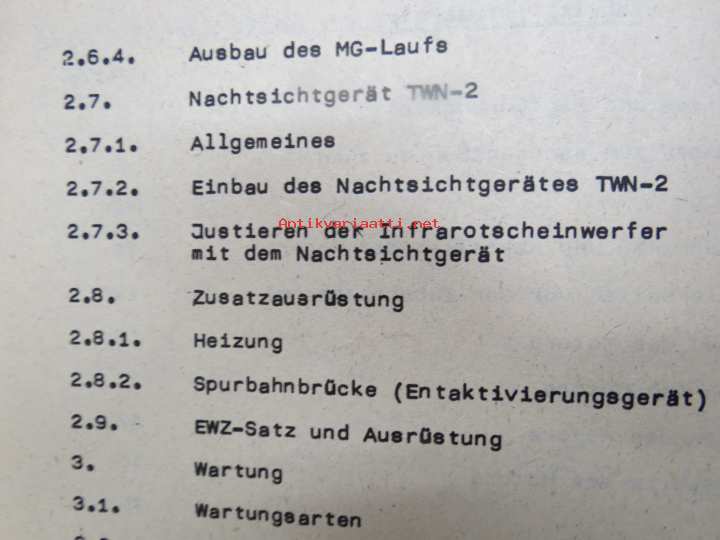 2.6.4. Ausbau des MG-Laufs
2.7. Nachtsichtgerät TWN-2
2.7.1. Allgemeines
2.7.2. Einbau des Nachtsichtgerätes TWN-2
Antikvariaatti.net
2.7.3. Justieren der Infrarotscheinwerfer
mit dem Nachtsichtgerät
2.8. Zusatzausrüstung
2.8.1. Heizung
2.8.2. Spurbahnbrücke (Entaktivierungsgerät)
2.9. EWZ-Satz und Ausrüstung
3. Wartung
3.1. Wartungsarten